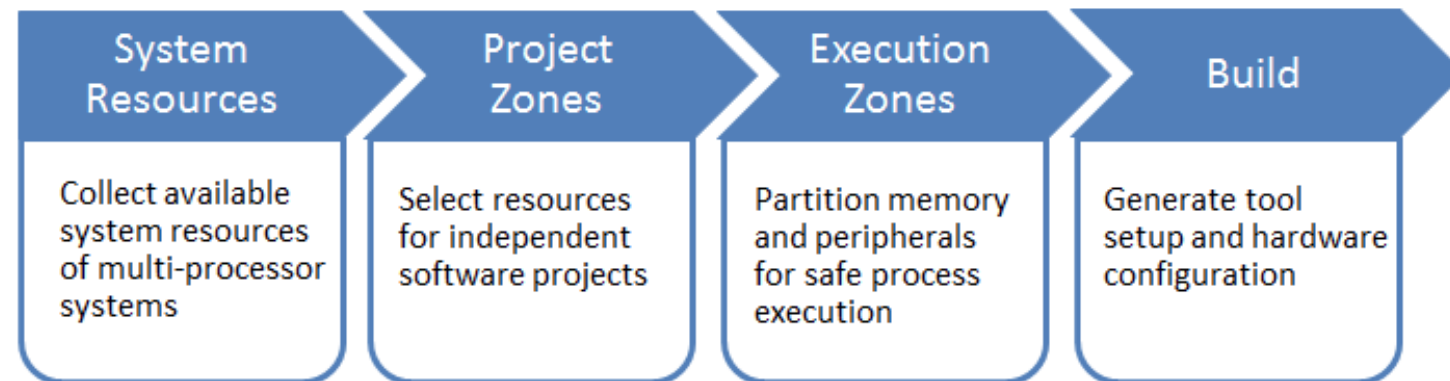 System
Resources
Project
Zones
Execution
Zones
Build
Collect available
system resources
of multi-processor
systems
Select resources
for independent
software projects
Partition memory
and peripherals
for safe process
execution
Generate tool
setup and hardware
configuration